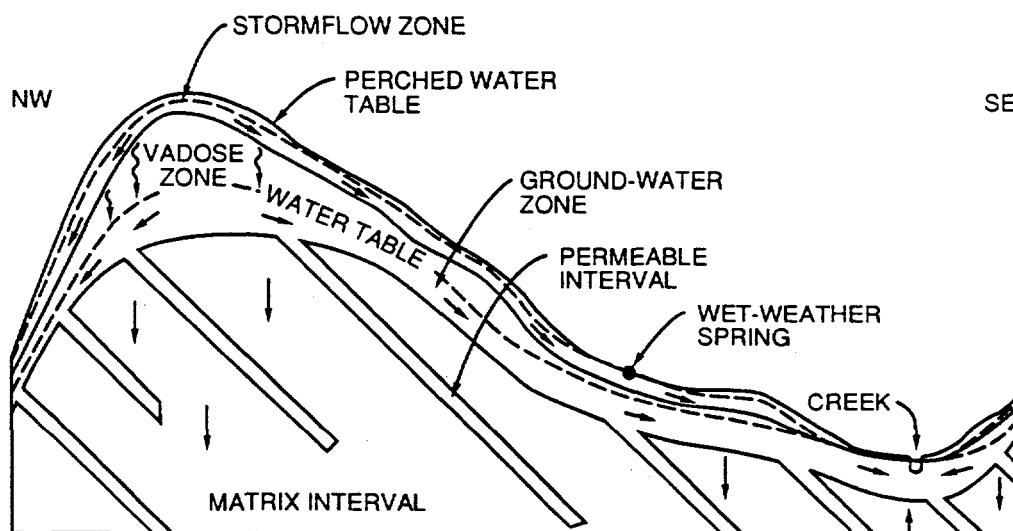 STORMFLOW ZONE
NW
PERCHED WATER
TABLE
SE
VADOSE
ZONE
WATER TABLE
GROUND-WATER
ZONE
PERMEABLE
INTERVAL
WET-WEATHER
SPRING
CREEK
MATRIX INTERVAL